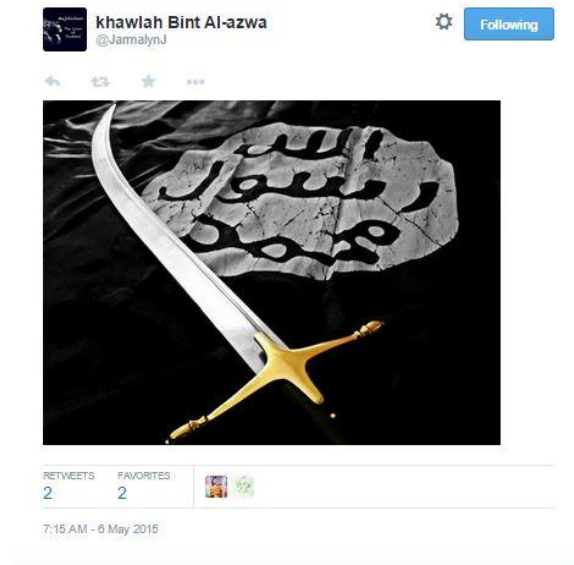 khawlah Bint Al-azwa
@JarmalynJ
Following
الله
رسول
محمد
RETWEETS
FAVORITES
2
2
7:15 AM - 6 May 2015